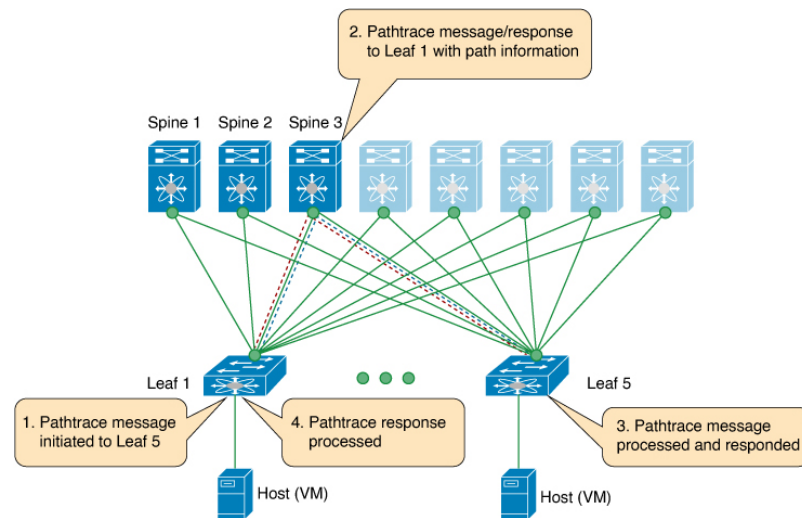 2. Pathtrace message/response
to Leaf 1 with path information
Spine 1
Spine 2
Spine 3
Leaf 1
Leaf 5
1. Pathtrace message
initiated to Leaf 5
4. Pathtrace response
processed
3. Pathtrace message
processed and responded
Host (VM)
Host (VM)